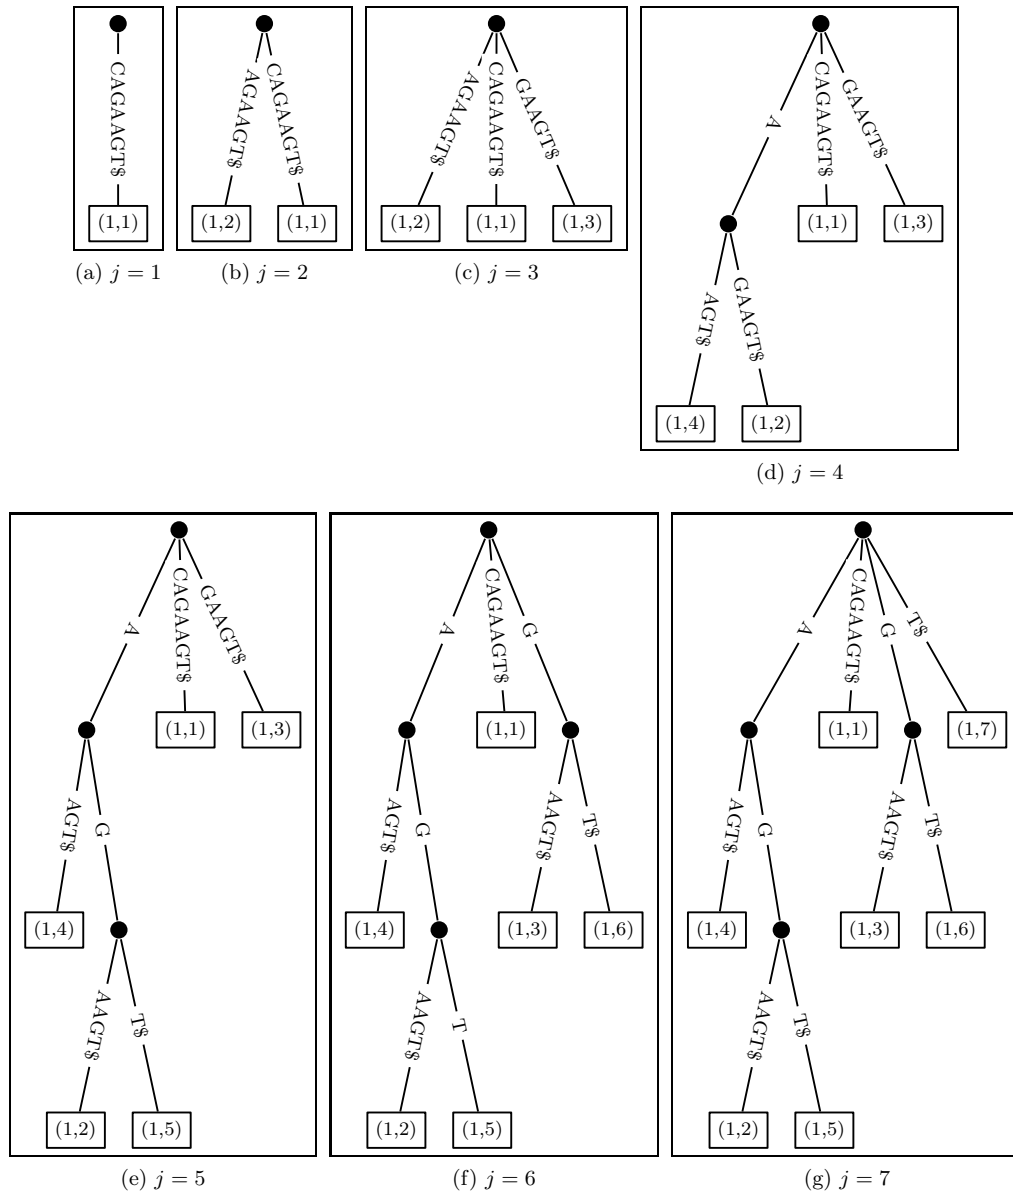 CAGAAGT$
(1,1)
(a) j = 1
AGAAGT$
CAGAAGT$
(1,2)
(1,1)
(b) j = 2
AGAAGT$
CAGAAGT$
GAAGT$
(1,2)
(1,1)
(1,3)
(c) j = 3
A
CAGAAGT$
GAAGT$
(1,1)
(1,3)
AGT$
GAAGT$
(1,4)
(1,2)
(d) j = 4
A
CAGAAGT$
GAAGT$
(1,1)
(1,3)
AGT$
G
(1,4)
AAGT$
T$
(1,2)
(1,5)
(e) j = 5
A
CAGAAGT$
G
(1,1)
AGT$
G
AAGT$
T$
(1,4)
(1,3)
(1,6)
AAGT$
T
(1,2)
(1,5)
(f) j = 6
A
CAGAAGT$
G
T$
(1,1)
(1,7)
AGT$
G
AAGT$
T$
(1,4)
(1,3)
(1,6)
AAGT$
T$
(1,2)
(1,5)
(g) j = 7